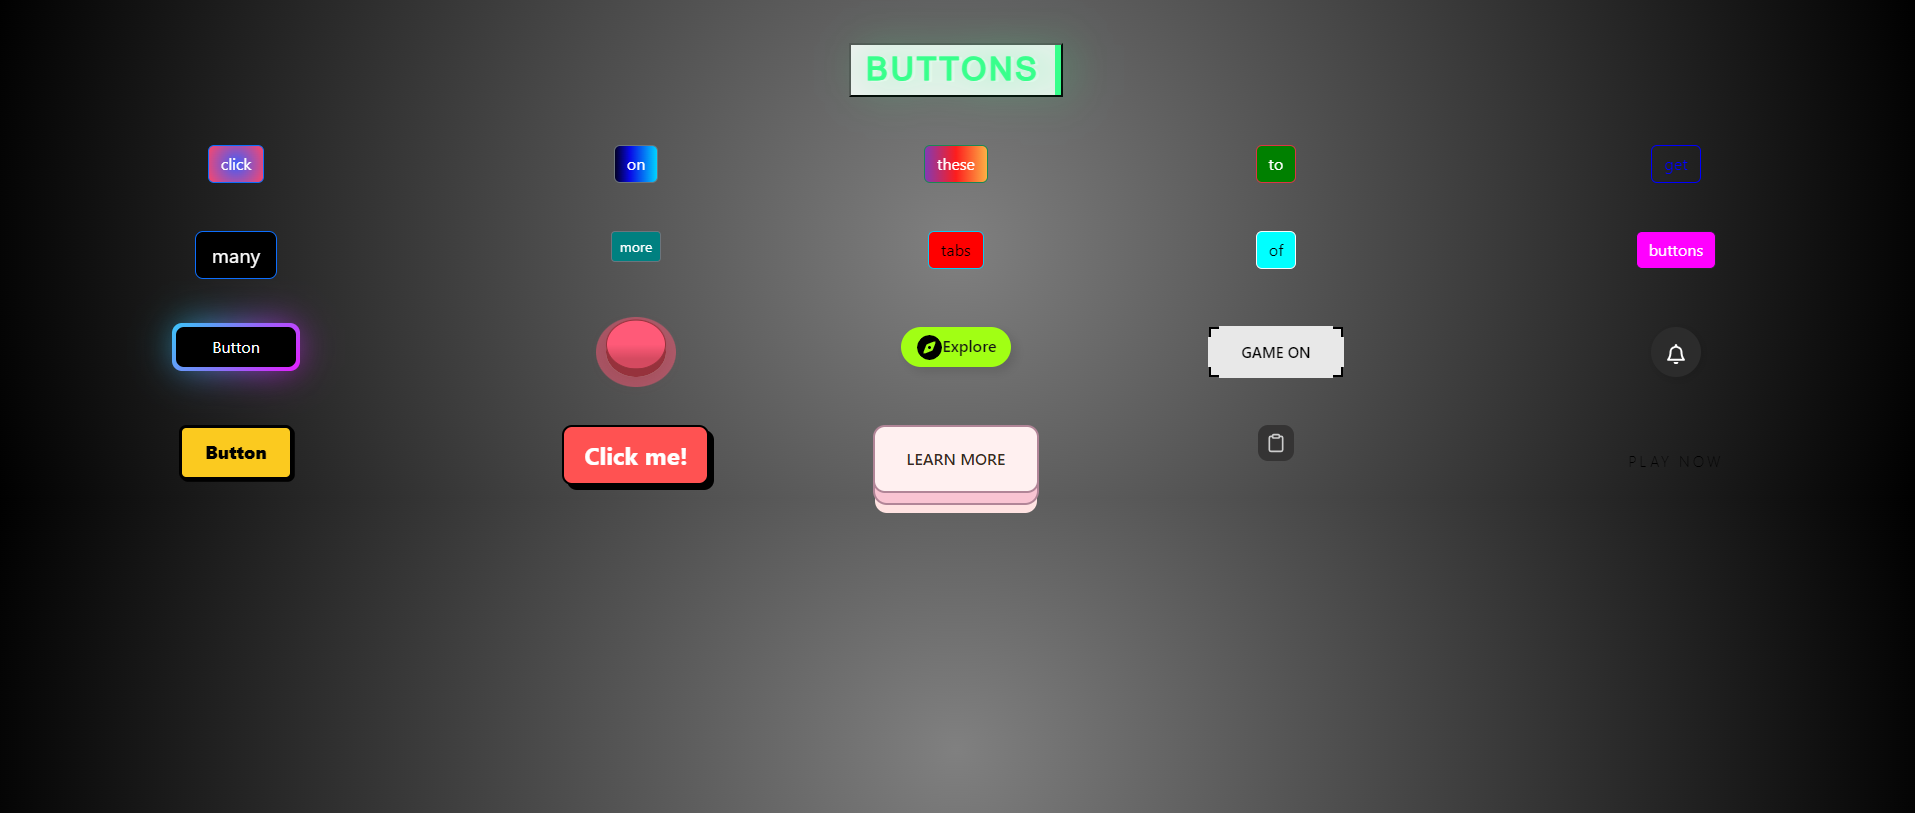 BUTTONS
click on these to get
many more tabs of buttons
Button Explore GAME ON
Button Click me! LEARN MORE PLAY NOW